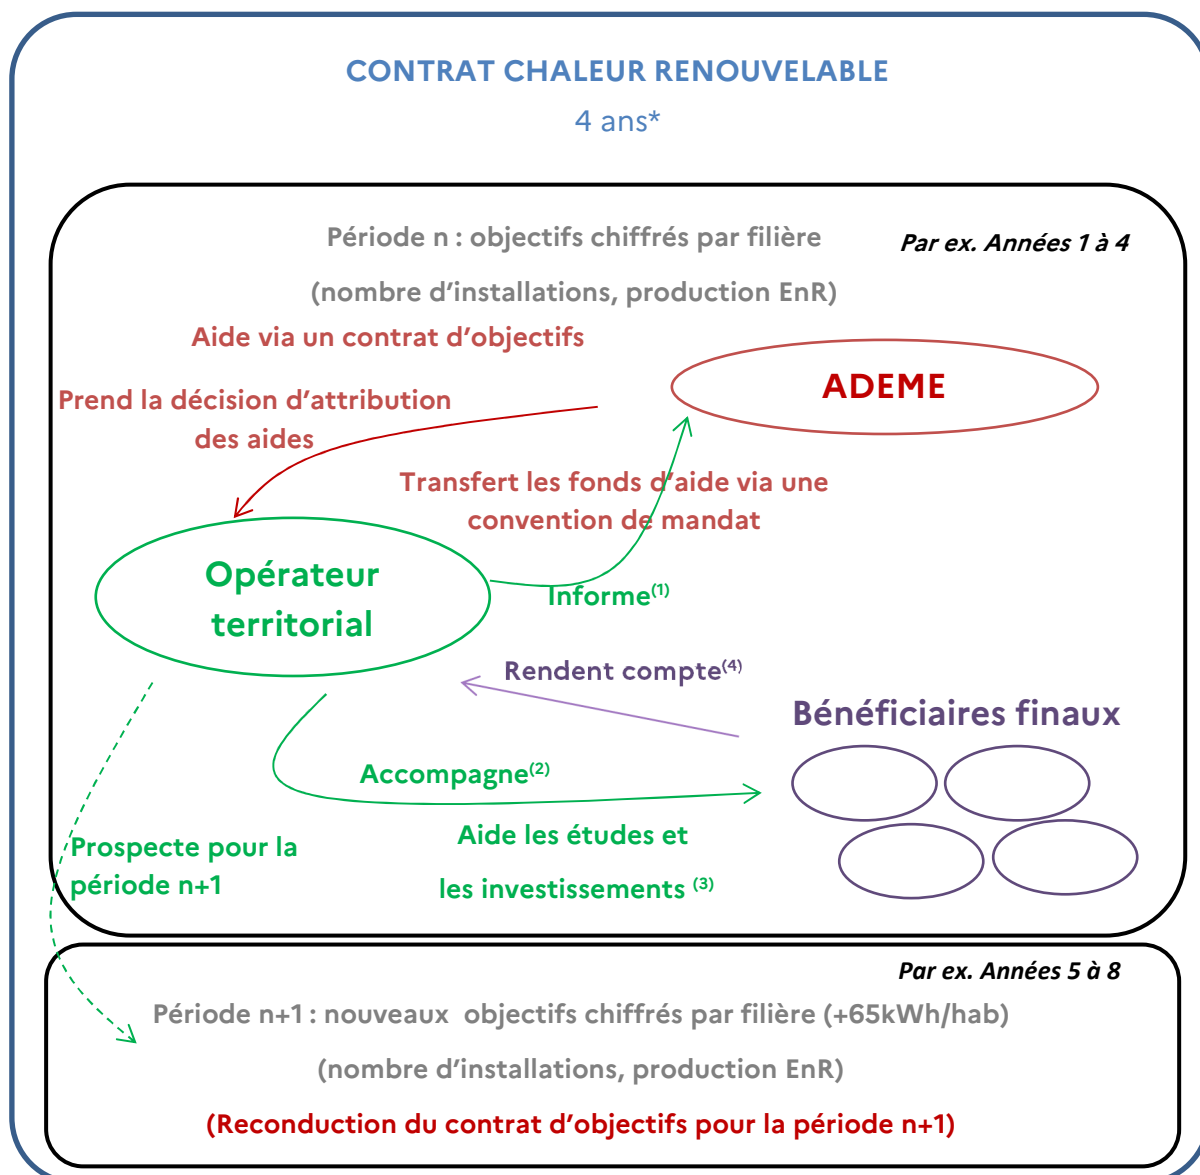 CONTRAT CHALEUR RENOUVELABLE
4 ans*
Période n : objectifs chiffrés par filière
Par ex. Années 1 à 4
(nombre d’installations, production EnR)
Aide via un contrat d’objectifs
ADEME
Prend la décision d’attribution
des aides
Transfert les fonds d’aide via une
convention de mandat
Opérateur
territorial
Informe(1)
Rendent compte(4)
Bénéficiaires finaux
Accompagne(2)
Aide les études et
les investissements (3)
Prospecte pour la
période n+1
Par ex. Années 5 à 8
Période n+1 : nouveaux objectifs chiffrés par filière (+65kWh/hab)
(nombre d’installations, production EnR)
(Reconduction du contrat d’objectifs pour la période n+1)